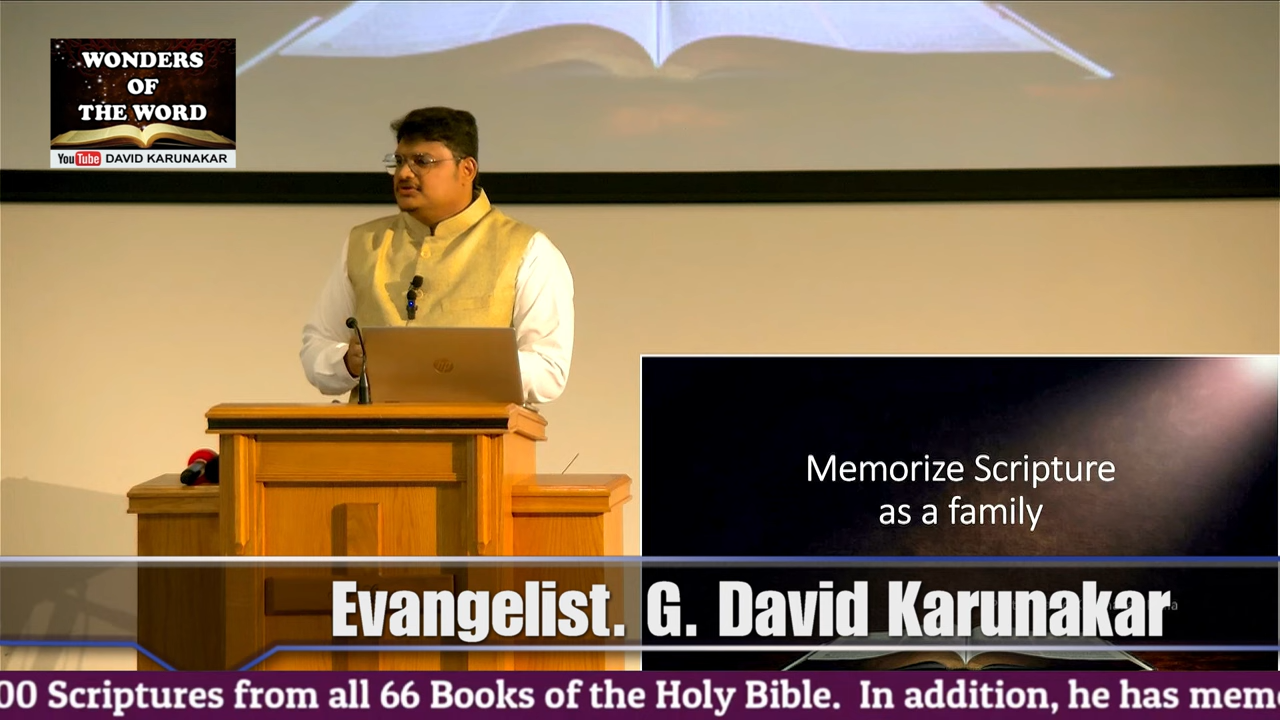 WONDERS
OF
THE WORD
YouTube DAVID KARUNAKAR
hp
Memorize Scripture
as a family
Evangelist. G. David Karunakar
00 Scriptures from all 66 Books of the Holy Bible. In addition, he has mem